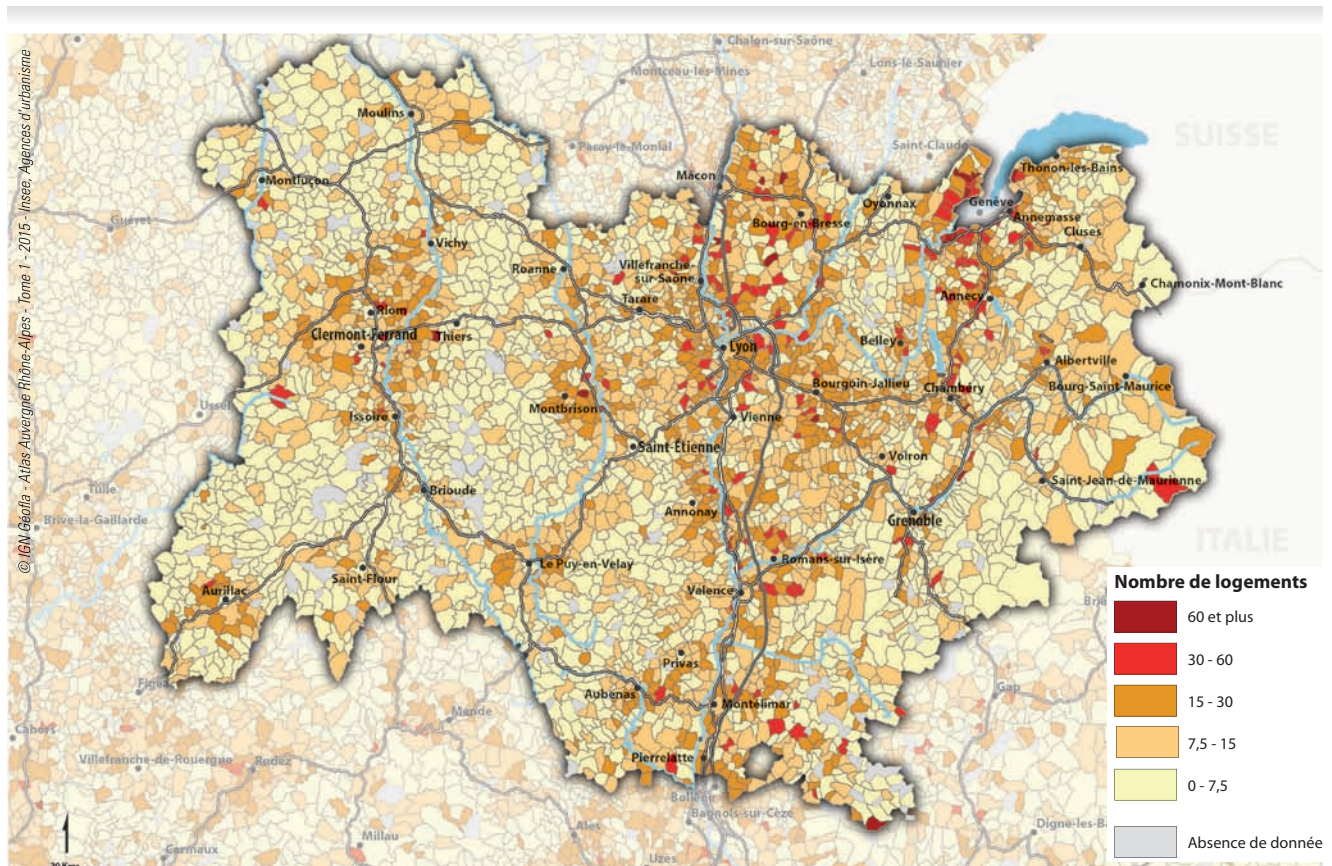 © IGN Géofla - Atlas Auvergne Rhône-Alpes - Tome 1 - 2015 - Insee, Agences d'urbanisme
Chalon-sur-Saône
Lons-le-Saunier
Montceau-les-Mines
Moulins
SUISSE
Paray-le-Monial
Saint-Claude
Thonon-les-Bains
Mâcon
Montluçon
Oyonnax
Genève
Guéret
Bourg-en-Bresse
Annemasse
Cluses
Vichy
Roanne
Villefranche-
sur-Saône
Chamonix-Mont-Blanc
Tarare
Annecy
Riom
Clermont-Ferrand
Thiers
Lyon
Belley
Albertville
Bourgoin-Jallieu
Chambéry
Bourg-Saint-Maurice
Ussel
Montbrison
Issoire
Vienne
Saint-Étienne
Voiron
Tulle
Brioude
Saint-Jean-de-Maurienne
Annonay
Grenoble
Brive-la-Gaillarde
ITALIE
Le Puy-en-Velay
Romans-sur-Isère
Saint-Flour
Aurillac
Valence
Nombre de logements
60 et plus
30 - 60
15 - 30
7,5 - 15
0 - 7,5
Absence de donnée
Privas
Gap
Aubenas
Montélimar
Mende
Cahors
Villefranche-de-Rouergue
Rodez
Pierrelatte
Bollène
Bagnols-sur-Cèze
Millau
Alès
Digne-les-Ba
Carmaux
Uzès